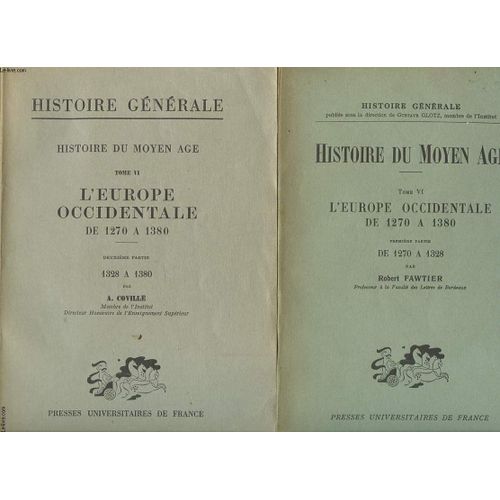 HISTOIRE GÉNÉRALE
HISTOIRE DU MOYEN AGE
TOME VI
L'EUROPE
OCCIDENTALE
DE 1270 A 1380
DEUXIÈME PARTIE
1328 A 1380
PAR
A. COVILLE
Membre de l'Institut
Directeur Honoraire de l'Enseignement Supérieur
PRESSES UNIVERSITAIRES DE FRANCE
HISTOIRE GÉNÉRALE
publiée sous la direction de GUSTAVE GLOTZ, membre de l'Institut
HISTOIRE DU MOYEN AGE
TOME VI
L'EUROPE OCCIDENTALE
DE 1270 A 1380
PREMIÈRE PARTIE
DE 1270 A 1328
PAR
Robert FAWTIER
Professeur à la Faculté des Lettres de Bordeaux
PRESSES UNIVERSITAIRES DE FRANCE